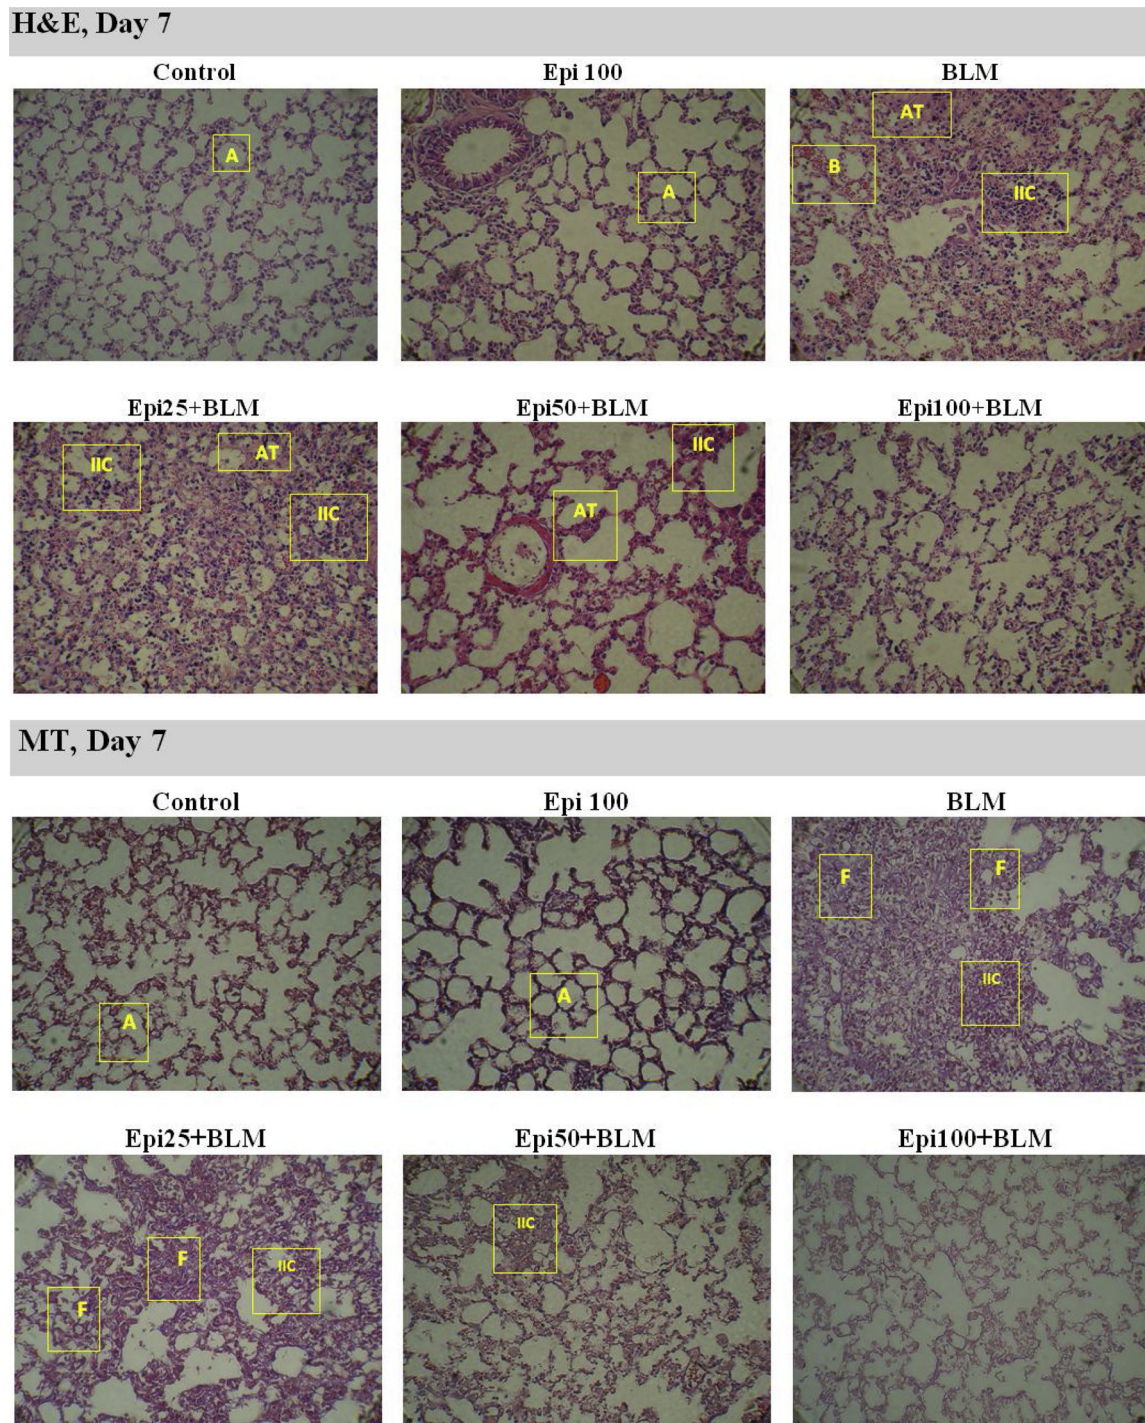 H&E, Day 7
Control Epi 100 BLM
A
A
AT
B
IIC
Epi25+BLM Epi50+BLM Epi100+BLM
IIC
AT
IIC
IIC
AT
MT, Day 7
Control Epi 100 BLM
A
A
F
F
IIC
Epi25+BLM Epi50+BLM Epi100+BLM
F
F
IIC
IIC